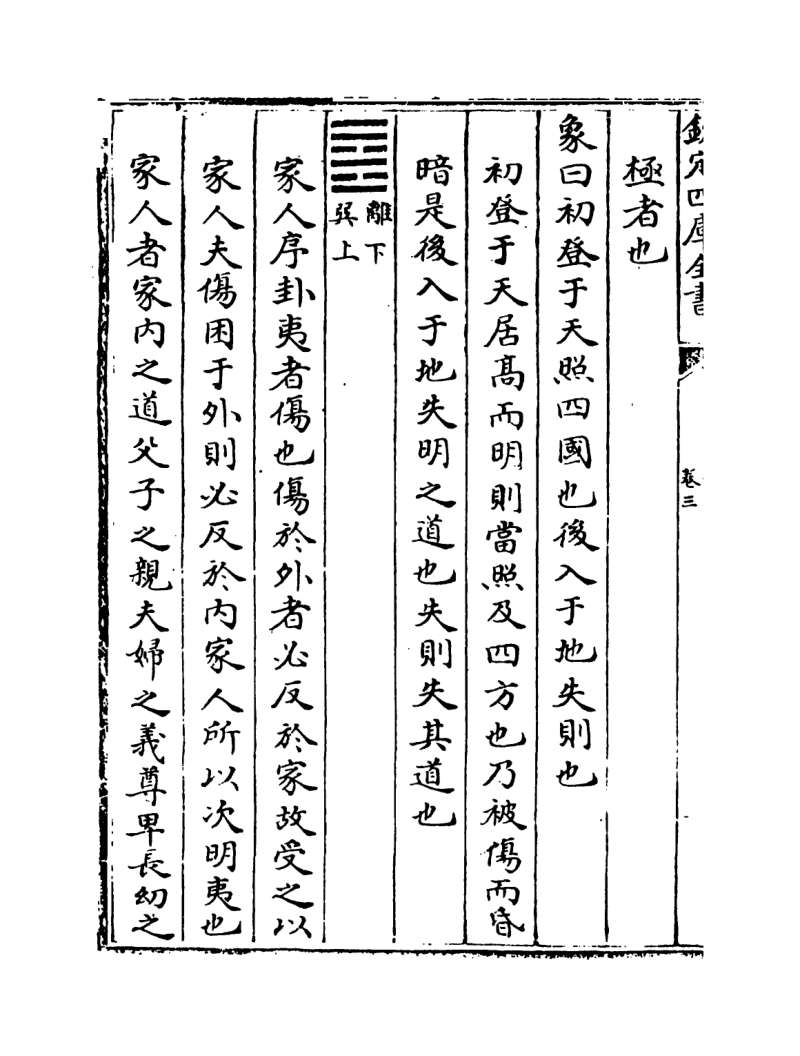 欽定四庫全書
卷三
極者也
象曰初登于天照四國也後入于地失則也
初登于天居髙而明則當照及四方也乃被傷而昏
暗是後入于地失明之道也失則失其道也
離下
巽上
家人序卦夷者傷也傷於外者必反於家故受之以
家人夫傷困于外則必反於內家人所以次明夷也
家人者家內之道父子之親夫婦之義尊卑長幼之